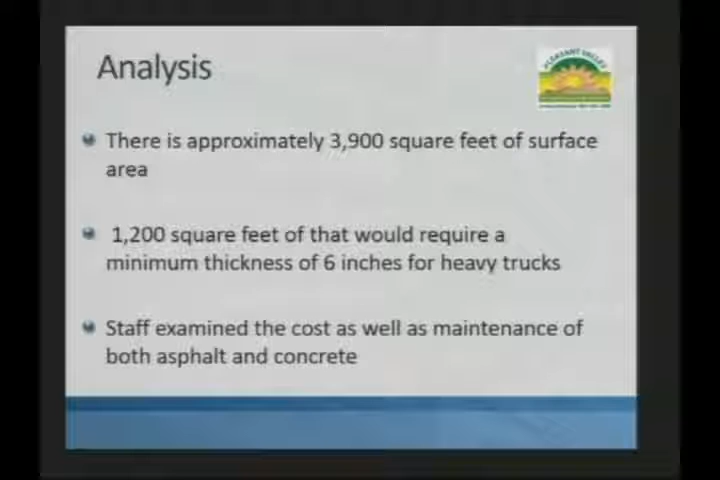 Analysis
PLEASANT VALLEY
There is approximately 3,900 square feet of surface
area
1,200 square feet of that would require a
minimum thickness of 6 inches for heavy trucks
Staff examined the cost as well as maintenance of
both asphalt and concrete